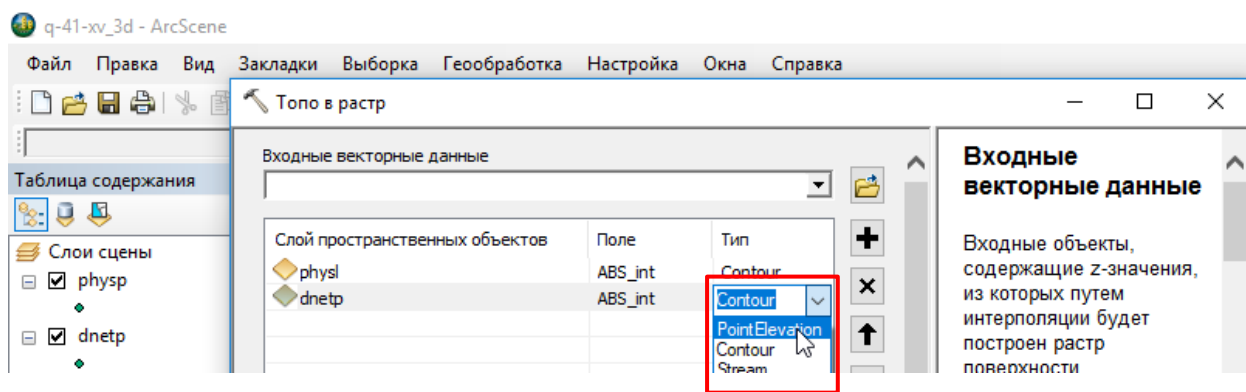 q-41-xv_3d - ArcScene
Файл Правка Вид Закладки Выборка Геообработка Настройка Окна Справка
Топо в растр
Входные векторные данные
Таблица содержания
Слои сцены
physp
dnetp
Слой пространственных объектов Поле Тип
physl ABS_int Contour
dnetp ABS_int Contour
PointElevation
Contour
Stream
Входные
векторные данные
Входные объекты,
содержащие z-значения,
из которых путем
интерполяции будет
построен растр
поверхности